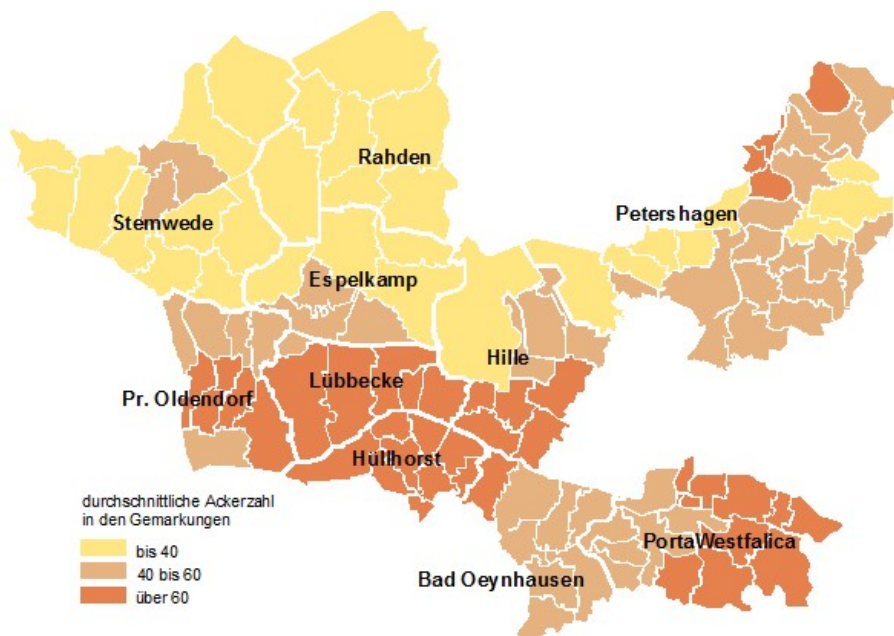 Rahden
Stemwede
Petershagen
Espelkamp
Hille
Lübbecke
Pr. Oldendorf
Hüllhorst
PortaWestfalica
Bad Oeynhausen
durchschnittliche Ackerzahl
in den Gemarkungen
bis 40
40 bis 60
über 60